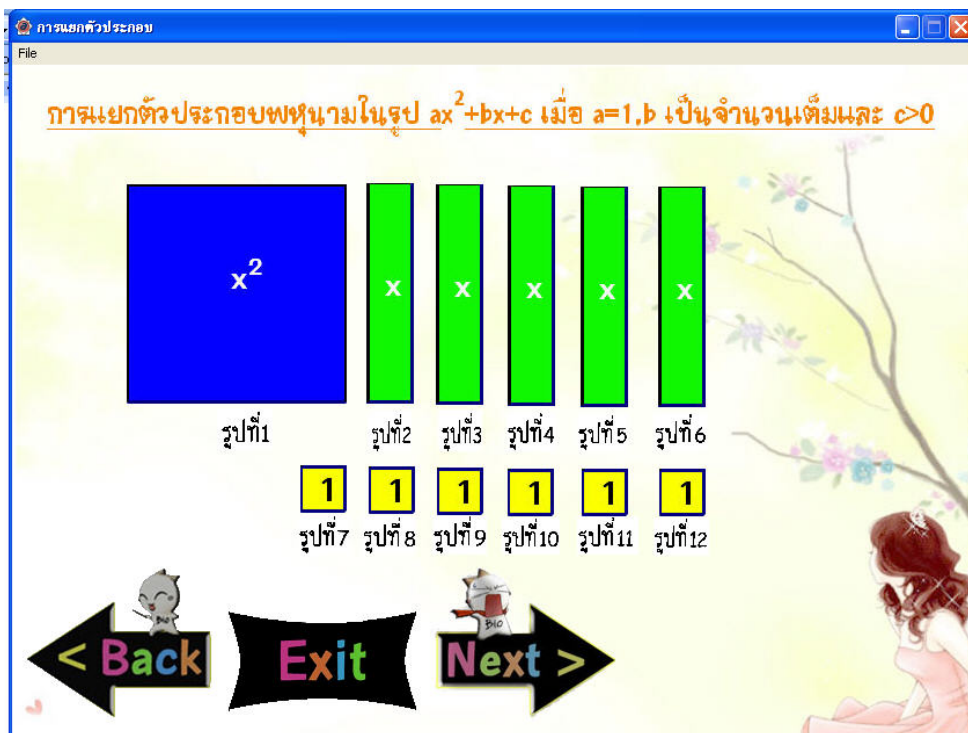 การแยกตัวประกอบ
File
การแยกตัวประกอบพหุนามในรูป ax²+bx+c เมื่อ a=1,b เป็นจำนวนเต็มและ c>0
x²
x x x x x
รูปที่1 รูปที่2 รูปที่3 รูปที่4 รูปที่5 รูปที่6
1 1 1 1 1 1
รูปที่7 รูปที่8 รูปที่9 รูปที่10 รูปที่11 รูปที่12
BIO BIO
< Back Exit Next >